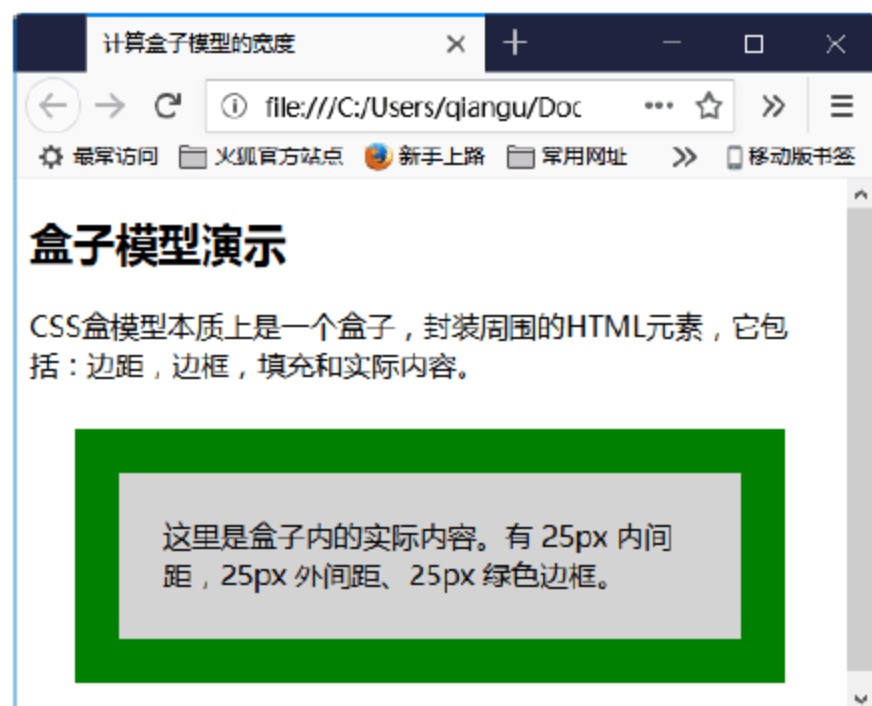 计算盒子模型的宽度
file:///C:/Users/qiangu/Doc
最常访问 火狐官方站点 新手上路 常用网址 移动版书签
盒子模型演示
CSS盒模型本质上是一个盒子，封装周围的HTML元素，它包
括：边距，边框，填充和实际内容。
这里是盒子内的实际内容。有 25px 内间
距，25px 外间距、25px 绿色边框。